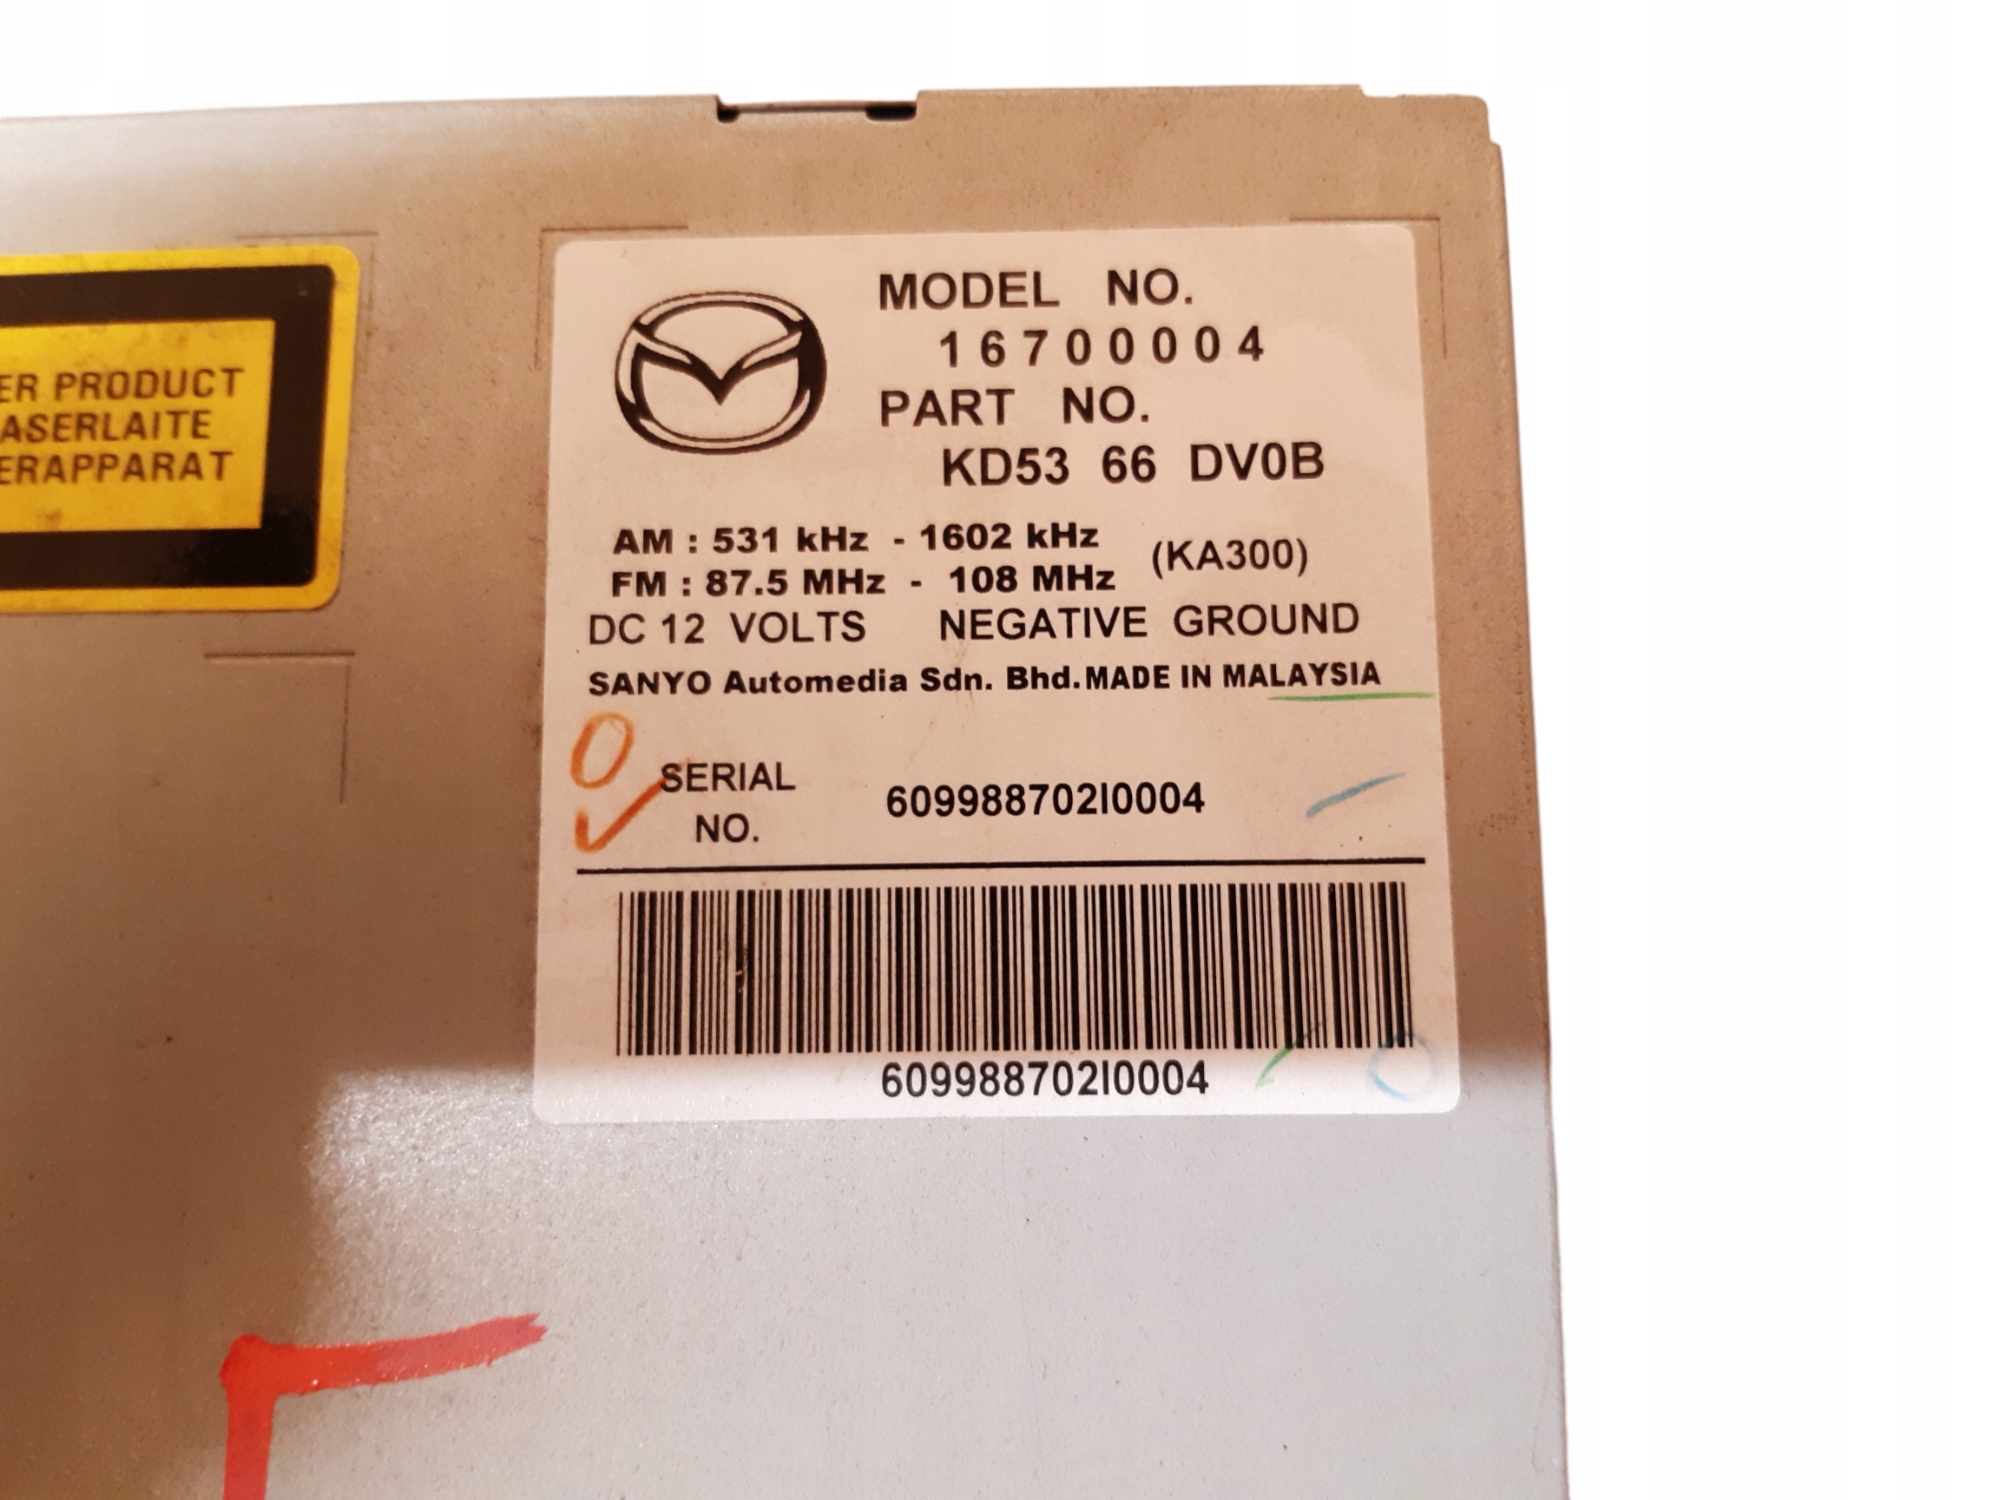 ER PRODUCT
ASERLAITE
ERAPPARAT
MODEL NO.
16700004
PART NO.
KD53 66 DV0B
AM : 531 kHz - 1602 kHz
(KA300)
FM : 87.5 MHz - 108 MHz
DC 12 VOLTS NEGATIVE GROUND
SANYO Automedia Sdn. Bhd. MADE IN MALAYSIA
SERIAL
NO.
609988702I0004
609988702I0004